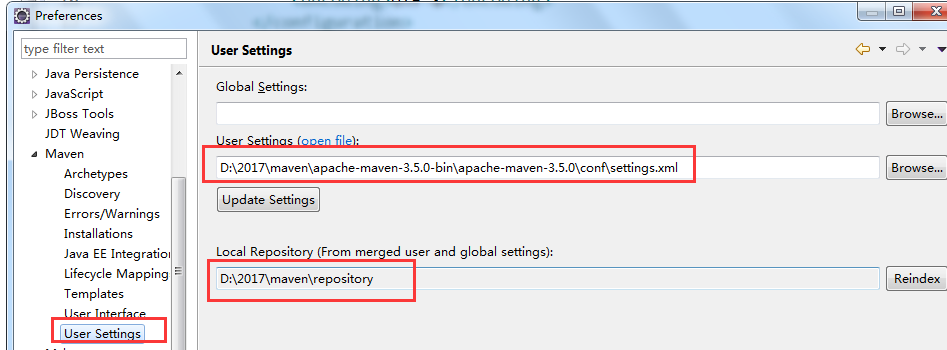 Preferences
</configuration>
type filter text
Java Persistence
JavaScript
JBoss Tools
JDT Weaving
Maven
Archetypes
Discovery
Errors/Warnings
Installations
Java EE Integration
Lifecycle Mapping
Templates
User Interface
User Settings
User Settings
Global Settings:
Browse...
User Settings (open file):
D:\2017\maven\apache-maven-3.5.0-bin\apache-maven-3.5.0\conf\settings.xml
Browse...
Update Settings
Local Repository (From merged user and global settings):
D:\2017\maven\repository
Reindex